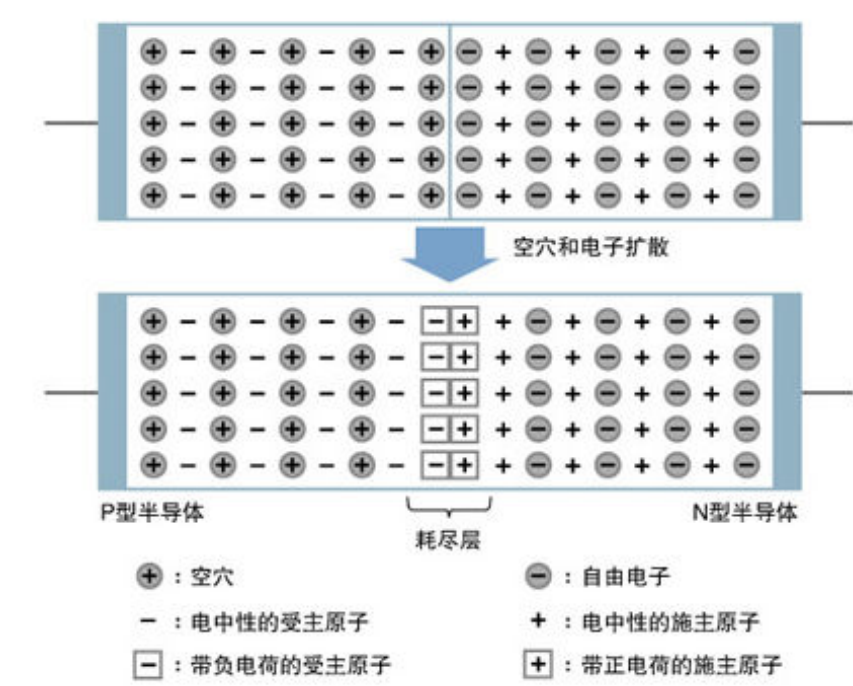 空穴和电子扩散
P型半导体
N型半导体
耗尽层
⊕：空穴
⊖：自由电子
−：电中性的受主原子
+：电中性的施主原子
[−]：带负电荷的受主原子
[+]：带正电荷的施主原子